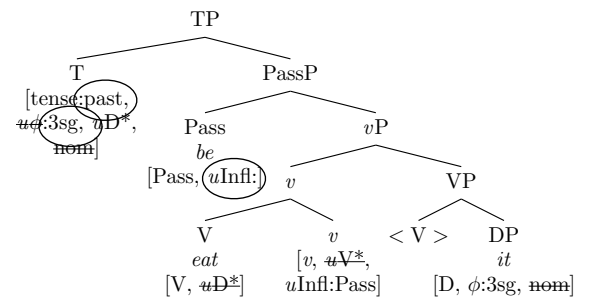 TP
T PassP
[tense:past,
uϕ:3sg, uD*,
nom]
Pass vP
be
[Pass, uInfl:] v VP
V v < V > DP
eat [v, uV*, it
[V, uD*] uInfl:Pass] [D, ϕ:3sg, nom]